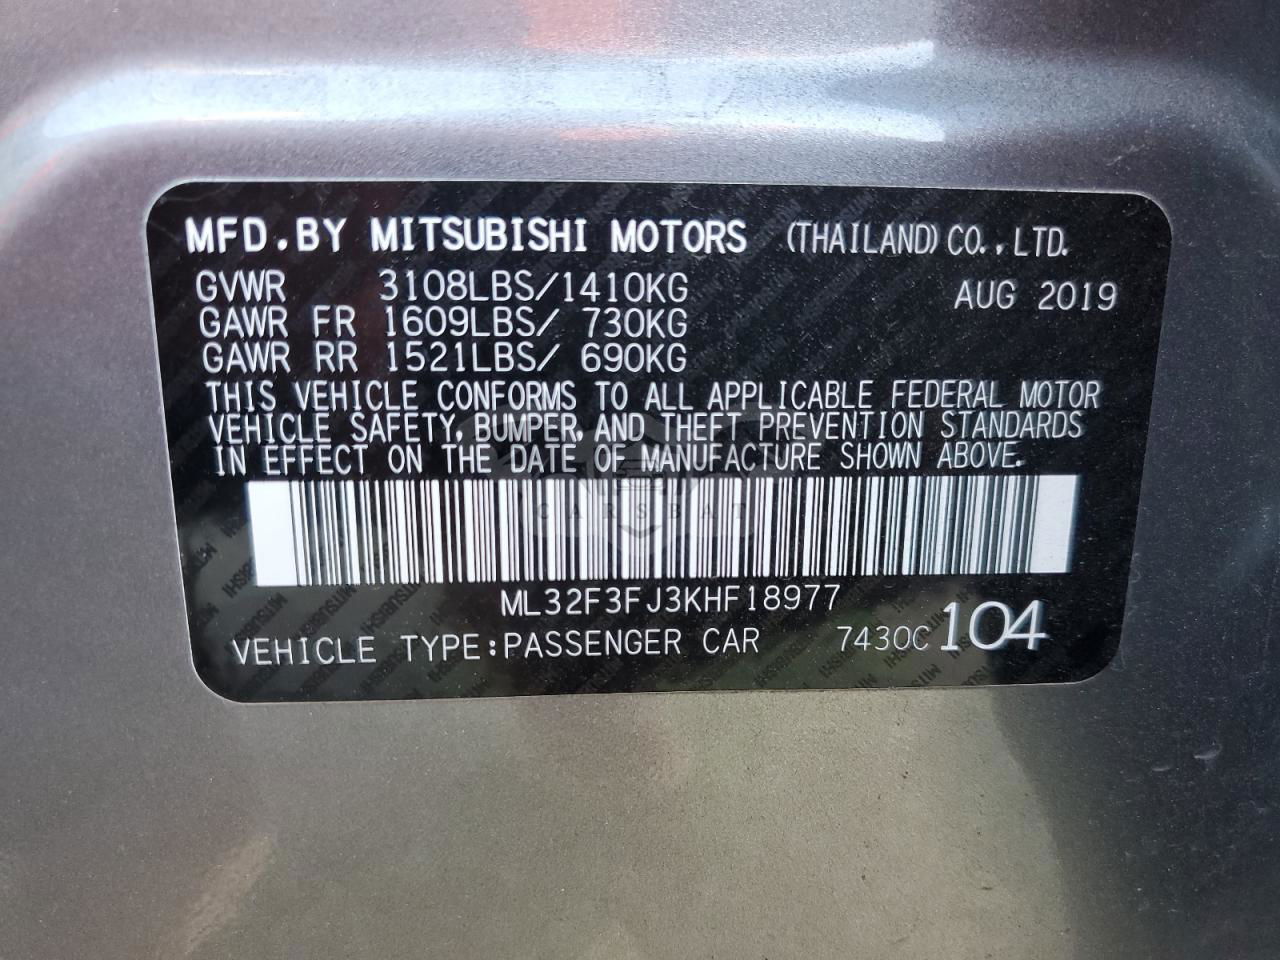 MFD.BY MITSUBISHI MOTORS (THAILAND) CO.,LTD.
GVWR 3108LBS/1410KG AUG 2019
GAWR FR 1609LBS/ 730KG
GAWR RR 1521LBS/ 690KG
THIS VEHICLE CONFORMS TO ALL APPLICABLE FEDERAL MOTOR
VEHICLE SAFETY, BUMPER, AND THEFT PREVENTION STANDARDS
IN EFFECT ON THE DATE OF MANUFACTURE SHOWN ABOVE.
CARSBAT
ML32F3FJ3KHF18977
VEHICLE TYPE:PASSENGER CAR 7430C 104